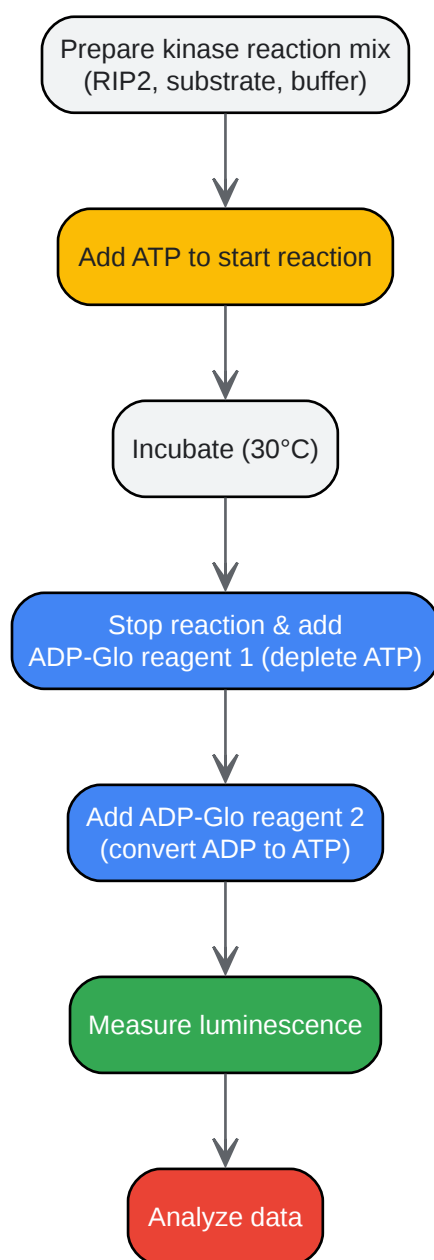 Prepare kinase reaction mix
(RIP2, substrate, buffer)
Add ATP to start reaction
Incubate (30°C)
Stop reaction & add
ADP-Glo reagent 1 (deplete ATP)
Add ADP-Glo reagent 2
(convert ADP to ATP)
Measure luminescence
Analyze data